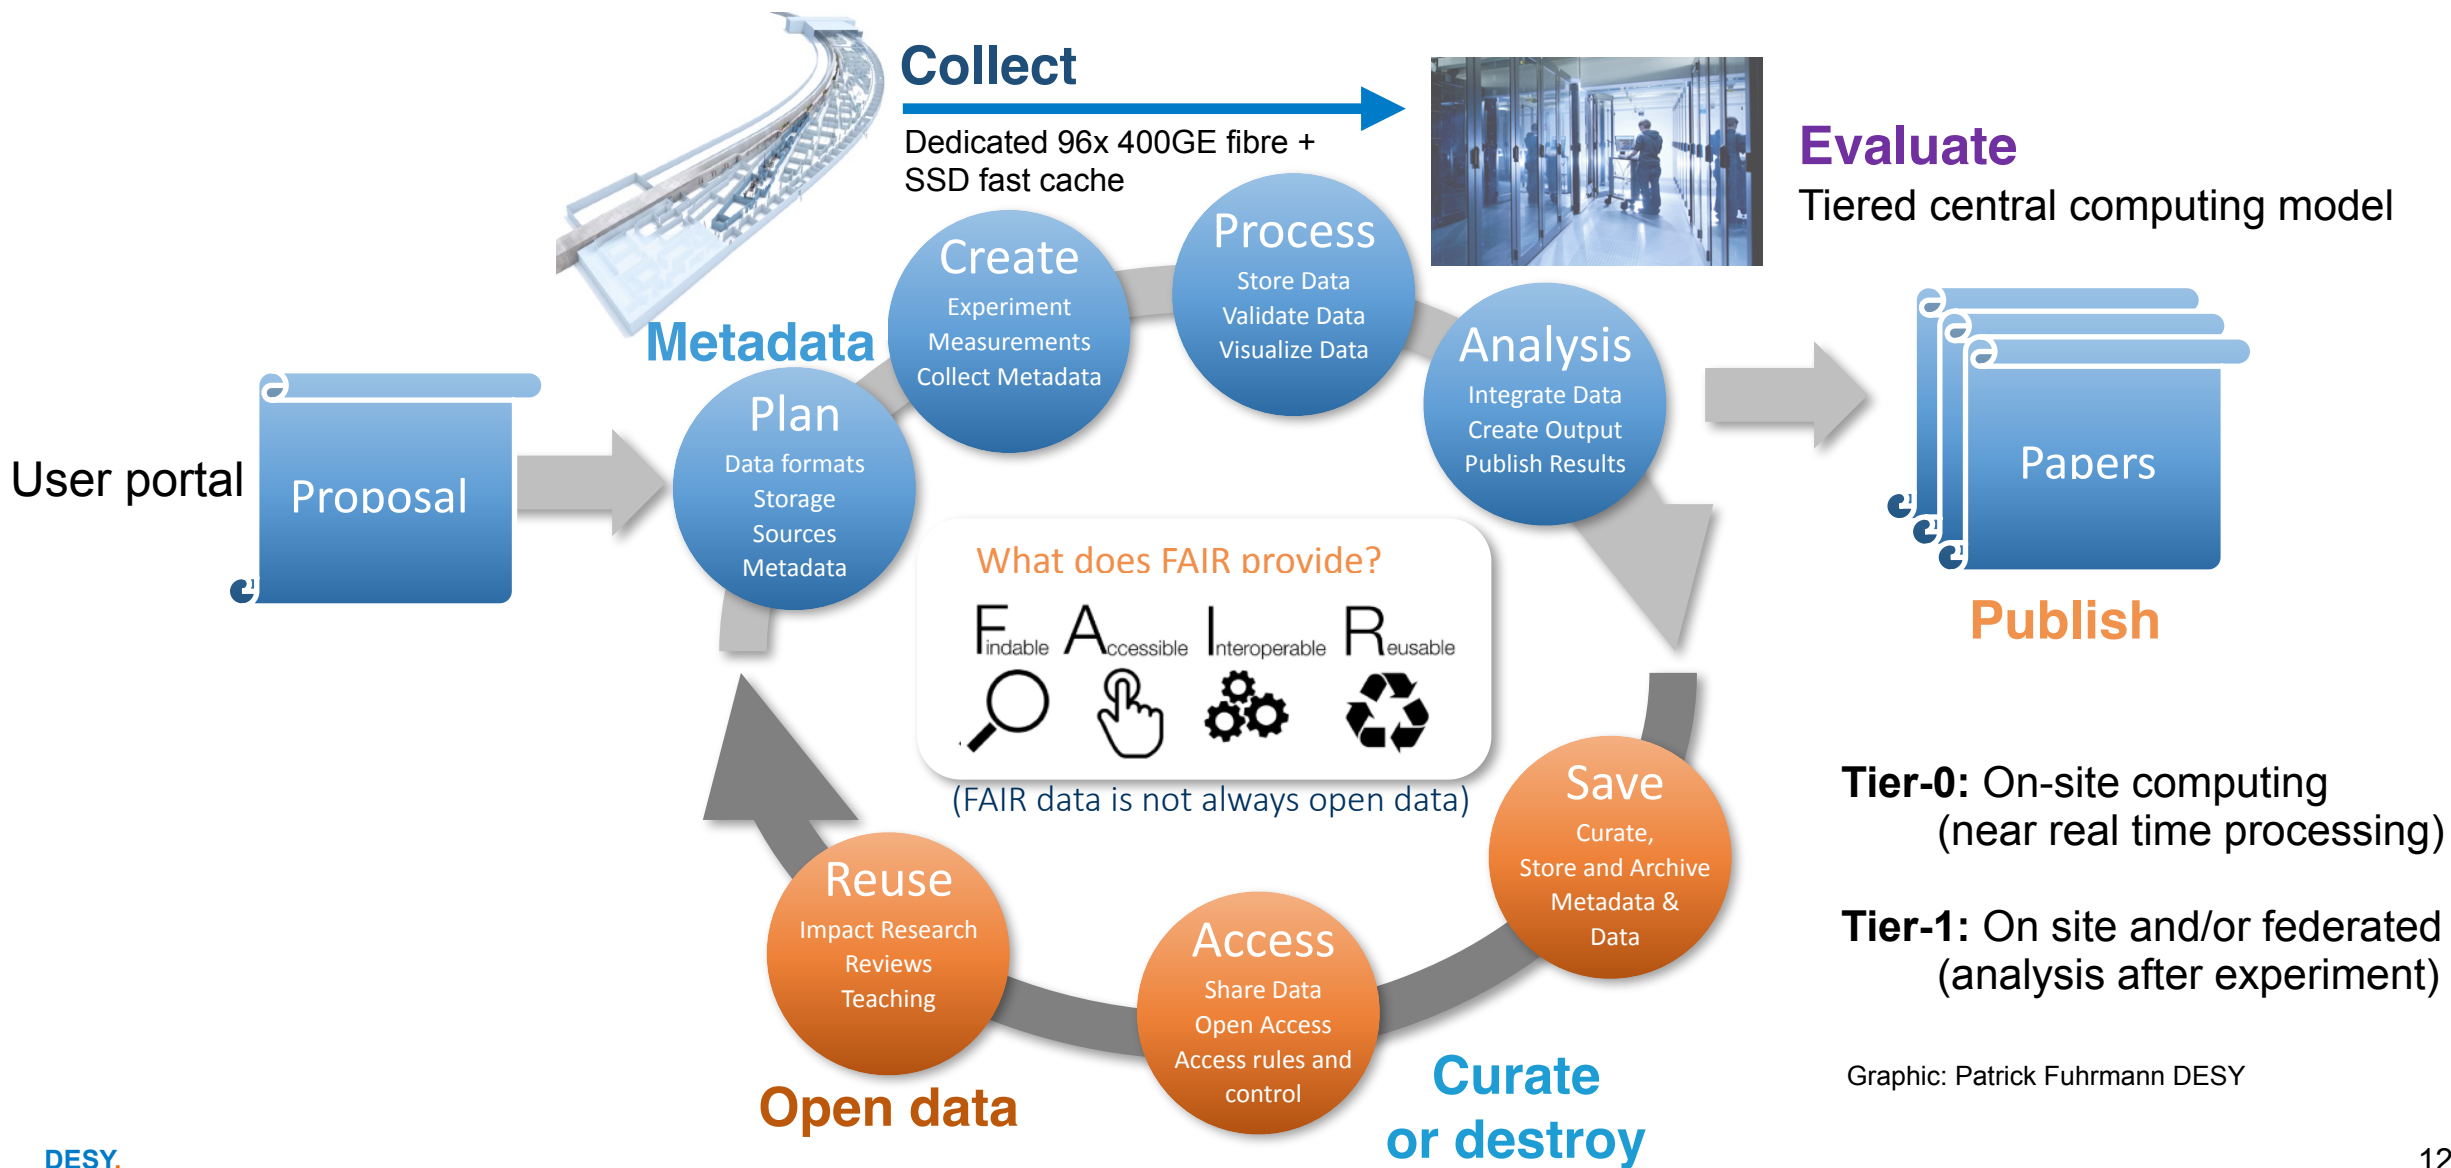 Collect
Dedicated 96x 400GE fibre +
SSD fast cache
Evaluate
Tiered central computing model
Metadata
User portal
Proposal
Plan
Data formats
Storage
Sources
Metadata
Create
Experiment
Measurements
Collect Metadata
Process
Store Data
Validate Data
Visualize Data
Analysis
Integrate Data
Create Output
Publish Results
Papers
Publish
What does FAIR provide?
Findable Accessible Interoperable Reusable
(FAIR data is not always open data)
Save
Curate,
Store and Archive
Metadata &
Data
Access
Share Data
Open Access
Access rules and
control
Reuse
Impact Research
Reviews
Teaching
Open data
Curate
or destroy
Tier-0: On-site computing
(near real time processing)
Tier-1: On site and/or federated
(analysis after experiment)
Graphic: Patrick Fuhrmann DESY
DESY.
12